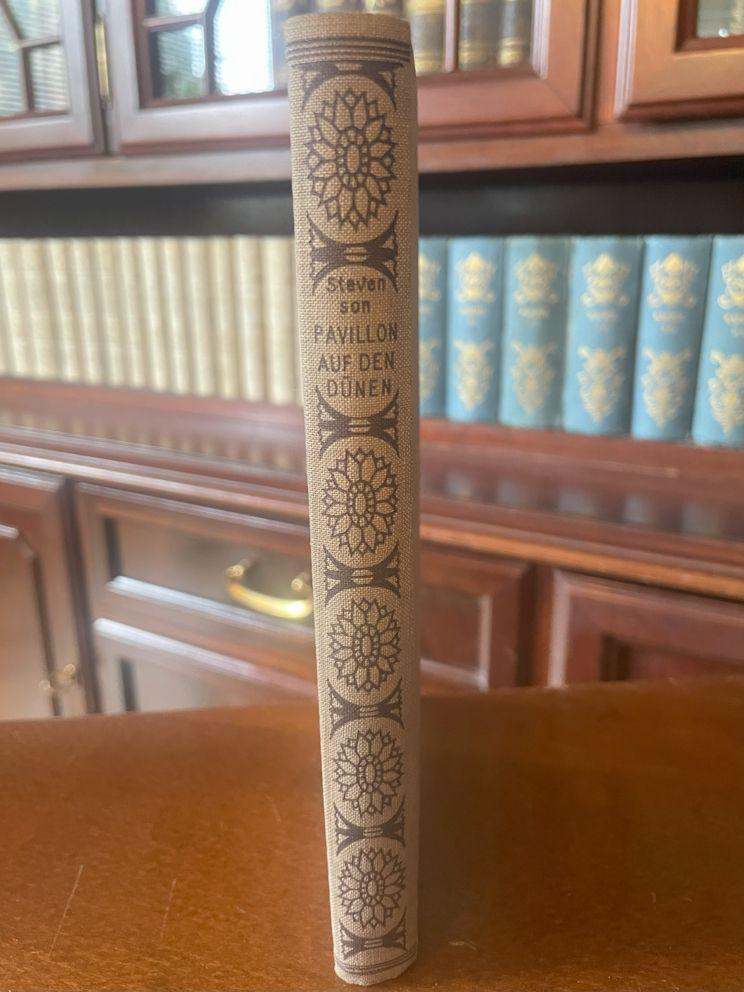 Steven
son
PAVILLON
AUF DEN
DÜNEN